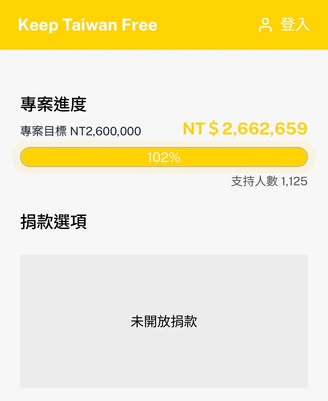 Keep Taiwan Free
登入
專案進度
專案目標 NT2,600,000
NT $ 2,662,659
102%
支持人數 1,125
捐款選項
未開放捐款